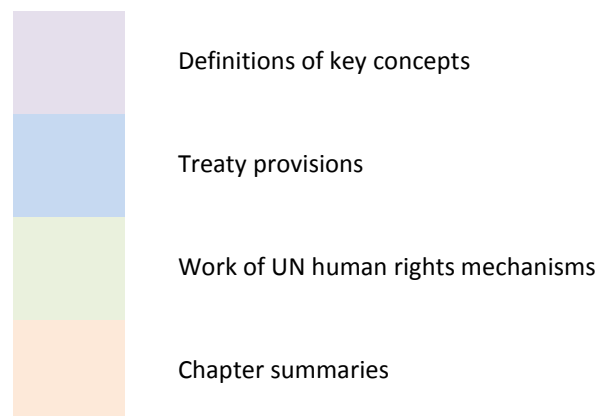 Definitions of key concepts
Treaty provisions
Work of UN human rights mechanisms
Chapter summaries